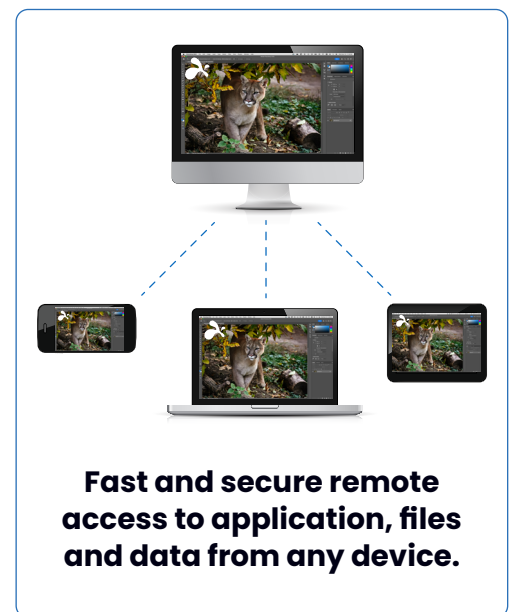 Fast and secure remote
access to application, files
and data from any device.